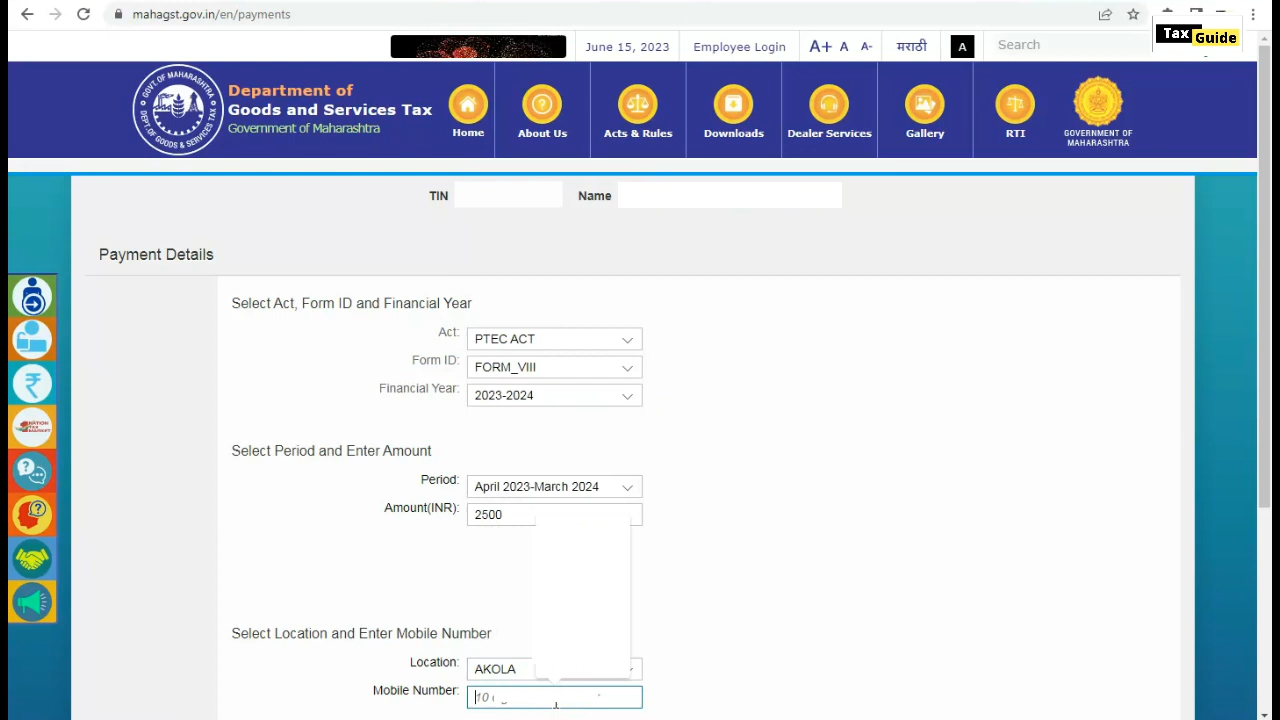 mahagst.gov.in/en/payments
Tax Guide
June 15, 2023
Employee Login
A+ A A-
मराठी
A
Search
GOVT. OF MAHARASHTRA
DEPT. OF GOODS & SERVICES TAX
Department of
Goods and Services Tax
Government of Maharashtra
Home
About Us
Acts & Rules
Downloads
Dealer Services
Gallery
RTI
GOVERNMENT OF
MAHARASHTRA
TIN
Name
Payment Details
Select Act, Form ID and Financial Year
Act: PTEC ACT
Form ID: FORM_VIII
Financial Year: 2023-2024
Select Period and Enter Amount
Period: April 2023-March 2024
Amount(INR): 2500
Select Location and Enter Mobile Number
Location: AKOLA
Mobile Number: 10